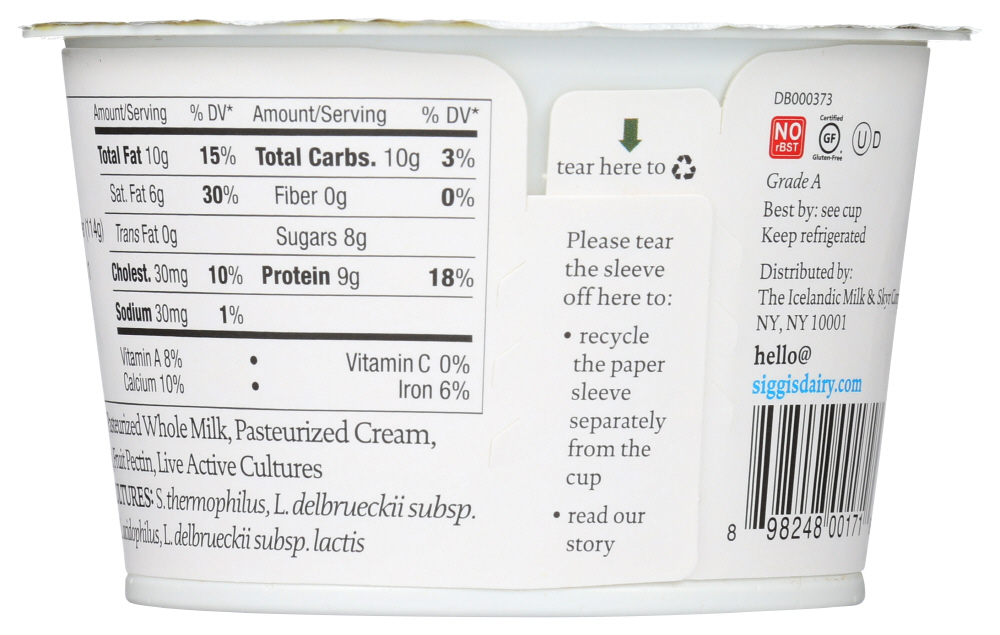 Amount/Serving % DV* Amount/Serving % DV*
Total Fat 10g 15% Total Carbs. 10g 3%
Sat. Fat 6g 30% Fiber 0g 0%
(114g)
Trans Fat 0g Sugars 8g
Cholest. 30mg 10% Protein 9g 18%
Sodium 30mg 1%
Vitamin A 8% • Vitamin C 0%
Calcium 10% • Iron 6%
Whole Milk, Pasteurized Cream,
Fruit Pectin, Live Active Cultures
S. thermophilus, L. delbrueckii subsp.
L. delbrueckii subsp. lactis
tear here to
Please tear
the sleeve
off here to:
• recycle
the paper
sleeve
separately
from the
cup
• read our
story
DB000373
NO
rBST
Certified
GF
Gluten-Free
U D
Grade A
Best by: see cup
Keep refrigerated
Distributed by:
The Icelandic Milk & Skyr
NY, NY 10001
hello@
siggisdairy.com
8 98248 00171